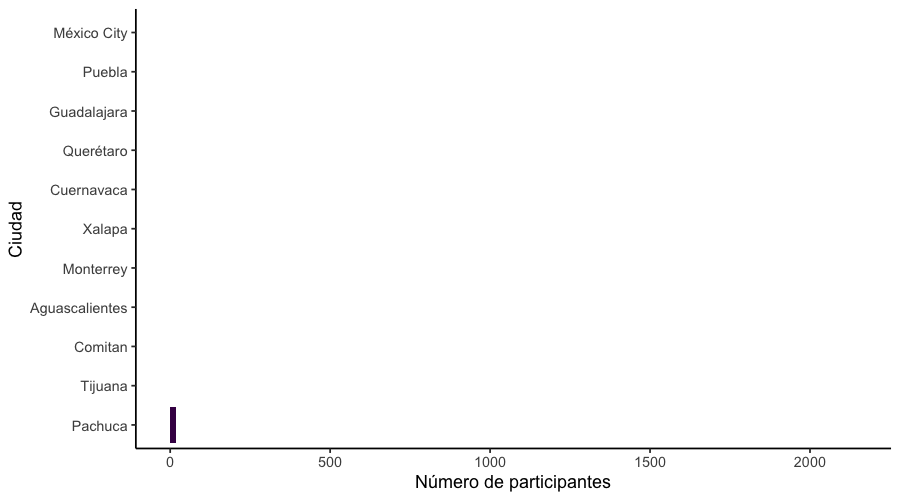 México City
Puebla
Guadalajara
Querétaro
Cuernavaca
Xalapa
Monterrey
Aguascalientes
Comitan
Tijuana
Pachuca
Ciudad
0 500 1000 1500 2000
Número de participantes